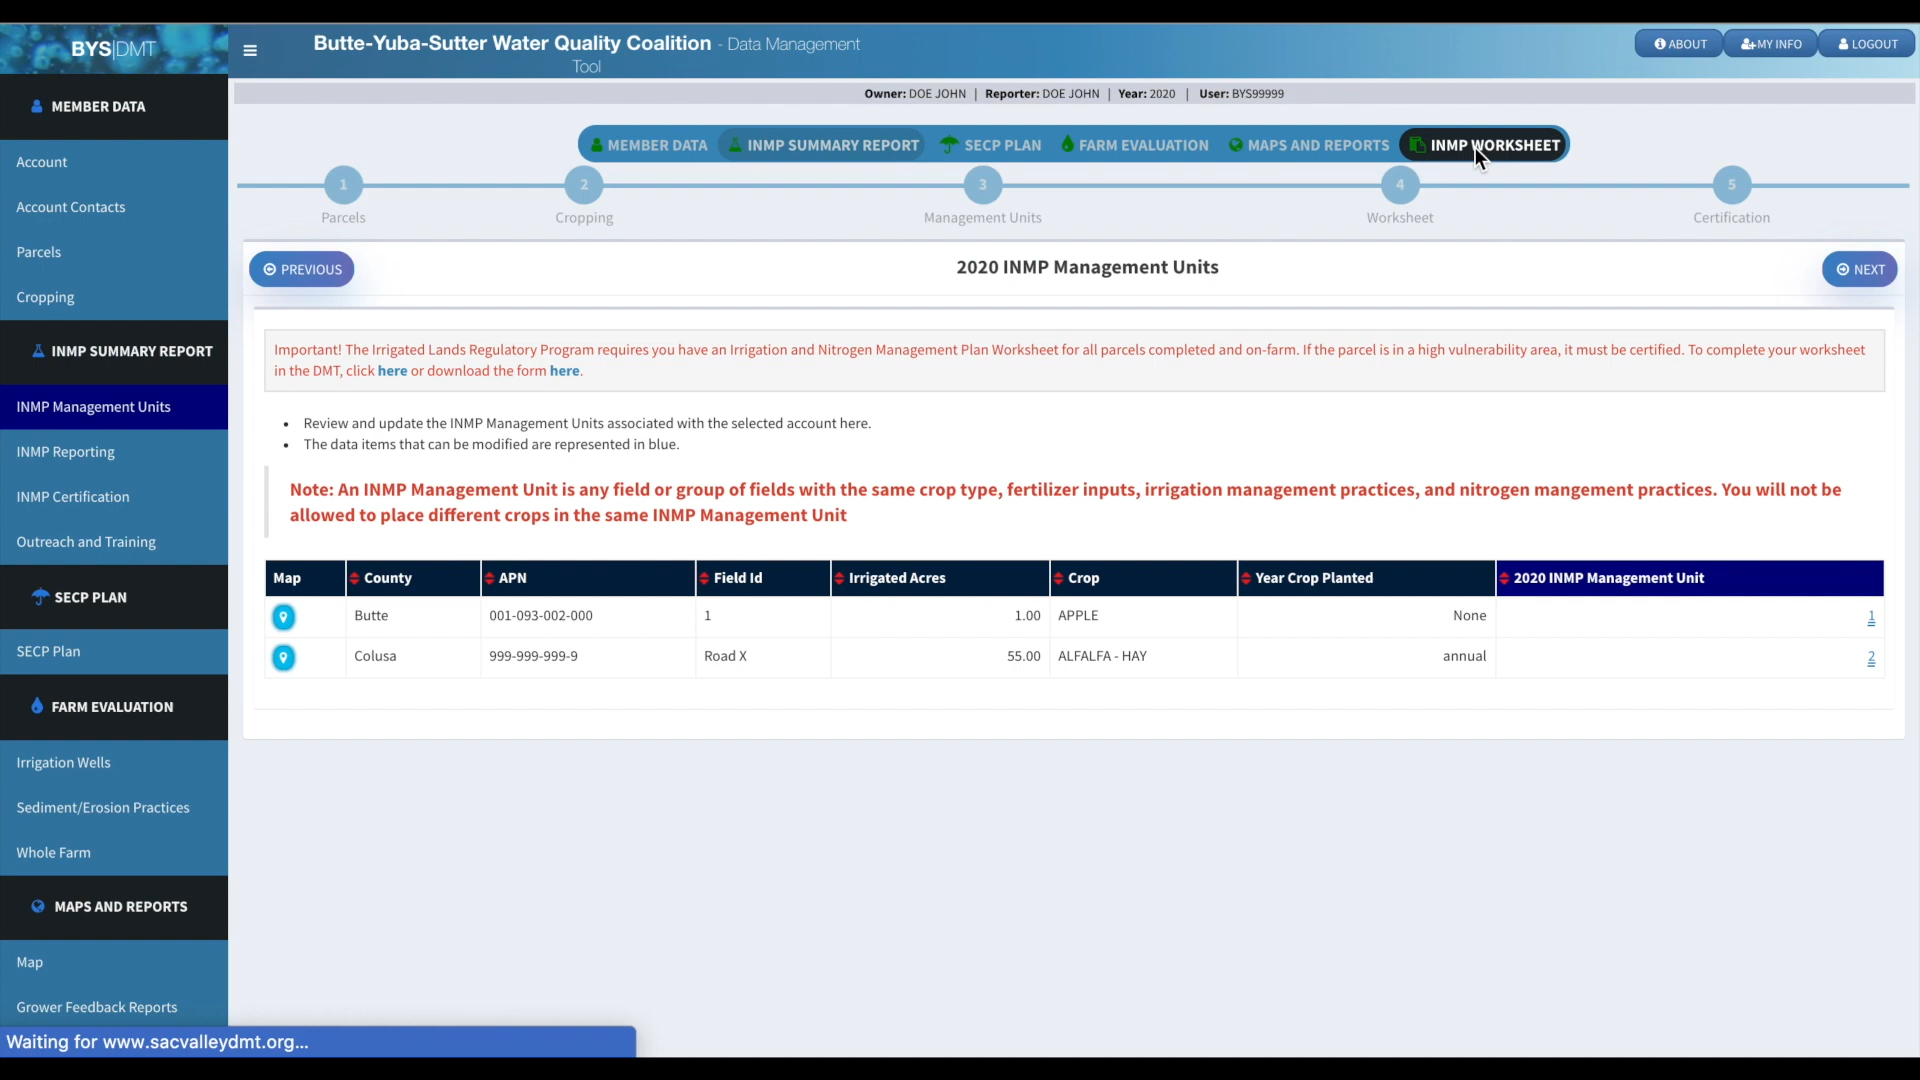 BYS|DMT
Butte-Yuba-Sutter Water Quality Coalition - Data Management
Tool
ABOUT
MY INFO
LOGOUT
Owner: DOE JOHN | Reporter: DOE JOHN | Year: 2020 | User: BYS99999
MEMBER DATA
INMP SUMMARY REPORT
SECP PLAN
FARM EVALUATION
MAPS AND REPORTS
INMP WORKSHEET
1
2
3
4
5
Parcels
Cropping
Management Units
Worksheet
Certification
MEMBER DATA
Account
Account Contacts
Parcels
Cropping
INMP SUMMARY REPORT
INMP Management Units
INMP Reporting
INMP Certification
Outreach and Training
SECP PLAN
SECP Plan
FARM EVALUATION
Irrigation Wells
Sediment/Erosion Practices
Whole Farm
MAPS AND REPORTS
Map
Grower Feedback Reports
PREVIOUS
2020 INMP Management Units
NEXT
Important! The Irrigated Lands Regulatory Program requires you have an Irrigation and Nitrogen Management Plan Worksheet for all parcels completed and on-farm. If the parcel is in a high vulnerability area, it must be certified. To complete your worksheet
in the DMT, click here or download the form here.
Review and update the INMP Management Units associated with the selected account here.
The data items that can be modified are represented in blue.
Note: An INMP Management Unit is any field or group of fields with the same crop type, fertilizer inputs, irrigation management practices, and nitrogen mangement practices. You will not be
allowed to place different crops in the same INMP Management Unit
Map County APN Field Id Irrigated Acres Crop Year Crop Planted 2020 INMP Management Unit
Butte 001-093-002-000 1 1.00 APPLE None 1
Colusa 999-999-999-9 Road X 55.00 ALFALFA - HAY annual 2
Waiting for www.sacvalleydmt.org...